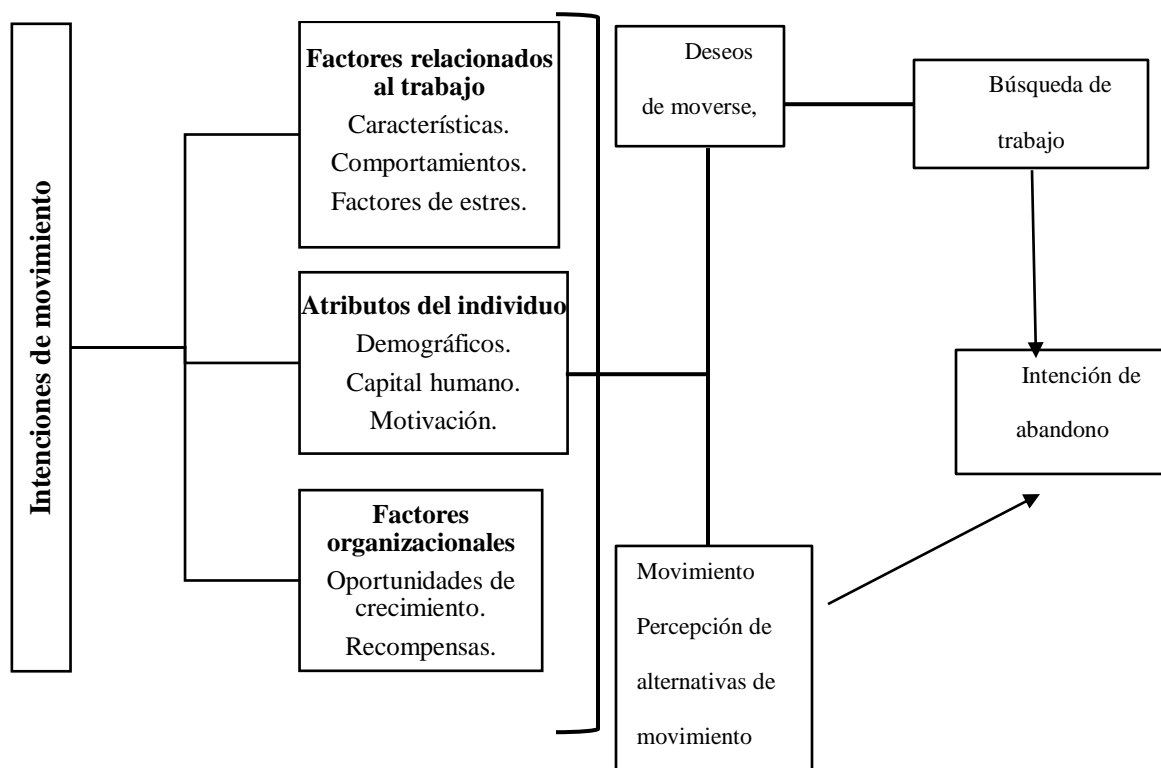 Intenciones de movimiento
Factores relacionados
al trabajo
Características.
Comportamientos.
Factores de estres.
Atributos del individuo
Demográficos.
Capital humano.
Motivación.
Factores
organizacionales
Oportunidades de
crecimiento.
Recompensas.
Deseos
de moverse,
Movimiento
Percepción de
alternativas de
movimiento
Búsqueda de
trabajo
Intención de
abandono